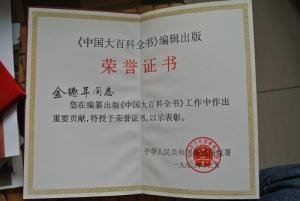 《中国大百科全书》编辑出版
荣誉证书
金德年同志
您在编纂出版《中国大百科全书》工作中作出
重要贡献,特授予荣誉证书,以示表彰。
中华人民共和国新闻出版署
一九九